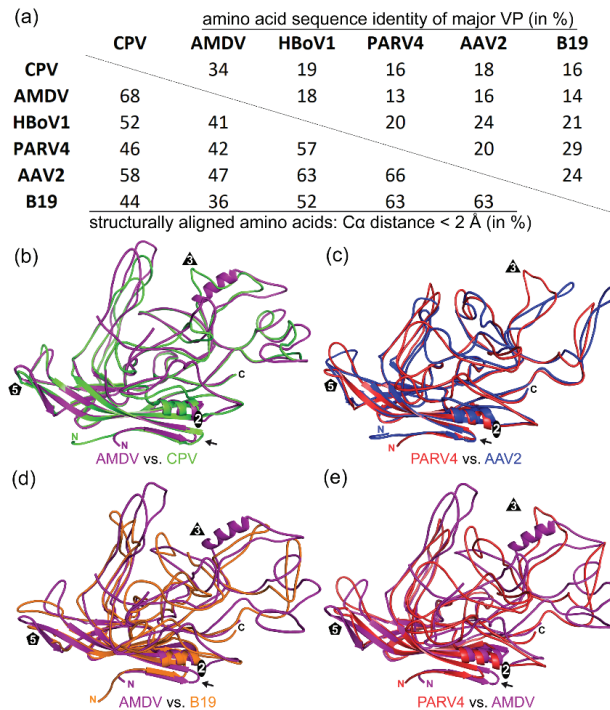 (a)
amino acid sequence identity of major VP (in %)
CPV AMDV HBoV1 PARV4 AAV2 B19
CPV 34 19 16 18 16
AMDV 68 18 13 16 14
HBoV1 52 41 20 24 21
PARV4 46 42 57 20 29
AAV2 58 47 63 66 24
B19 44 36 52 63 63
structurally aligned amino acids: Cα distance < 2 Å (in %)
(b)
3
5
C
2
N
N
AMDV vs. CPV
(c)
3
5
C
2
N
N
PARV4 vs. AAV2
(d)
3
5
C
2
N
N
AMDV vs. B19
(e)
3
5
C
2
N
N
PARV4 vs. AMDV